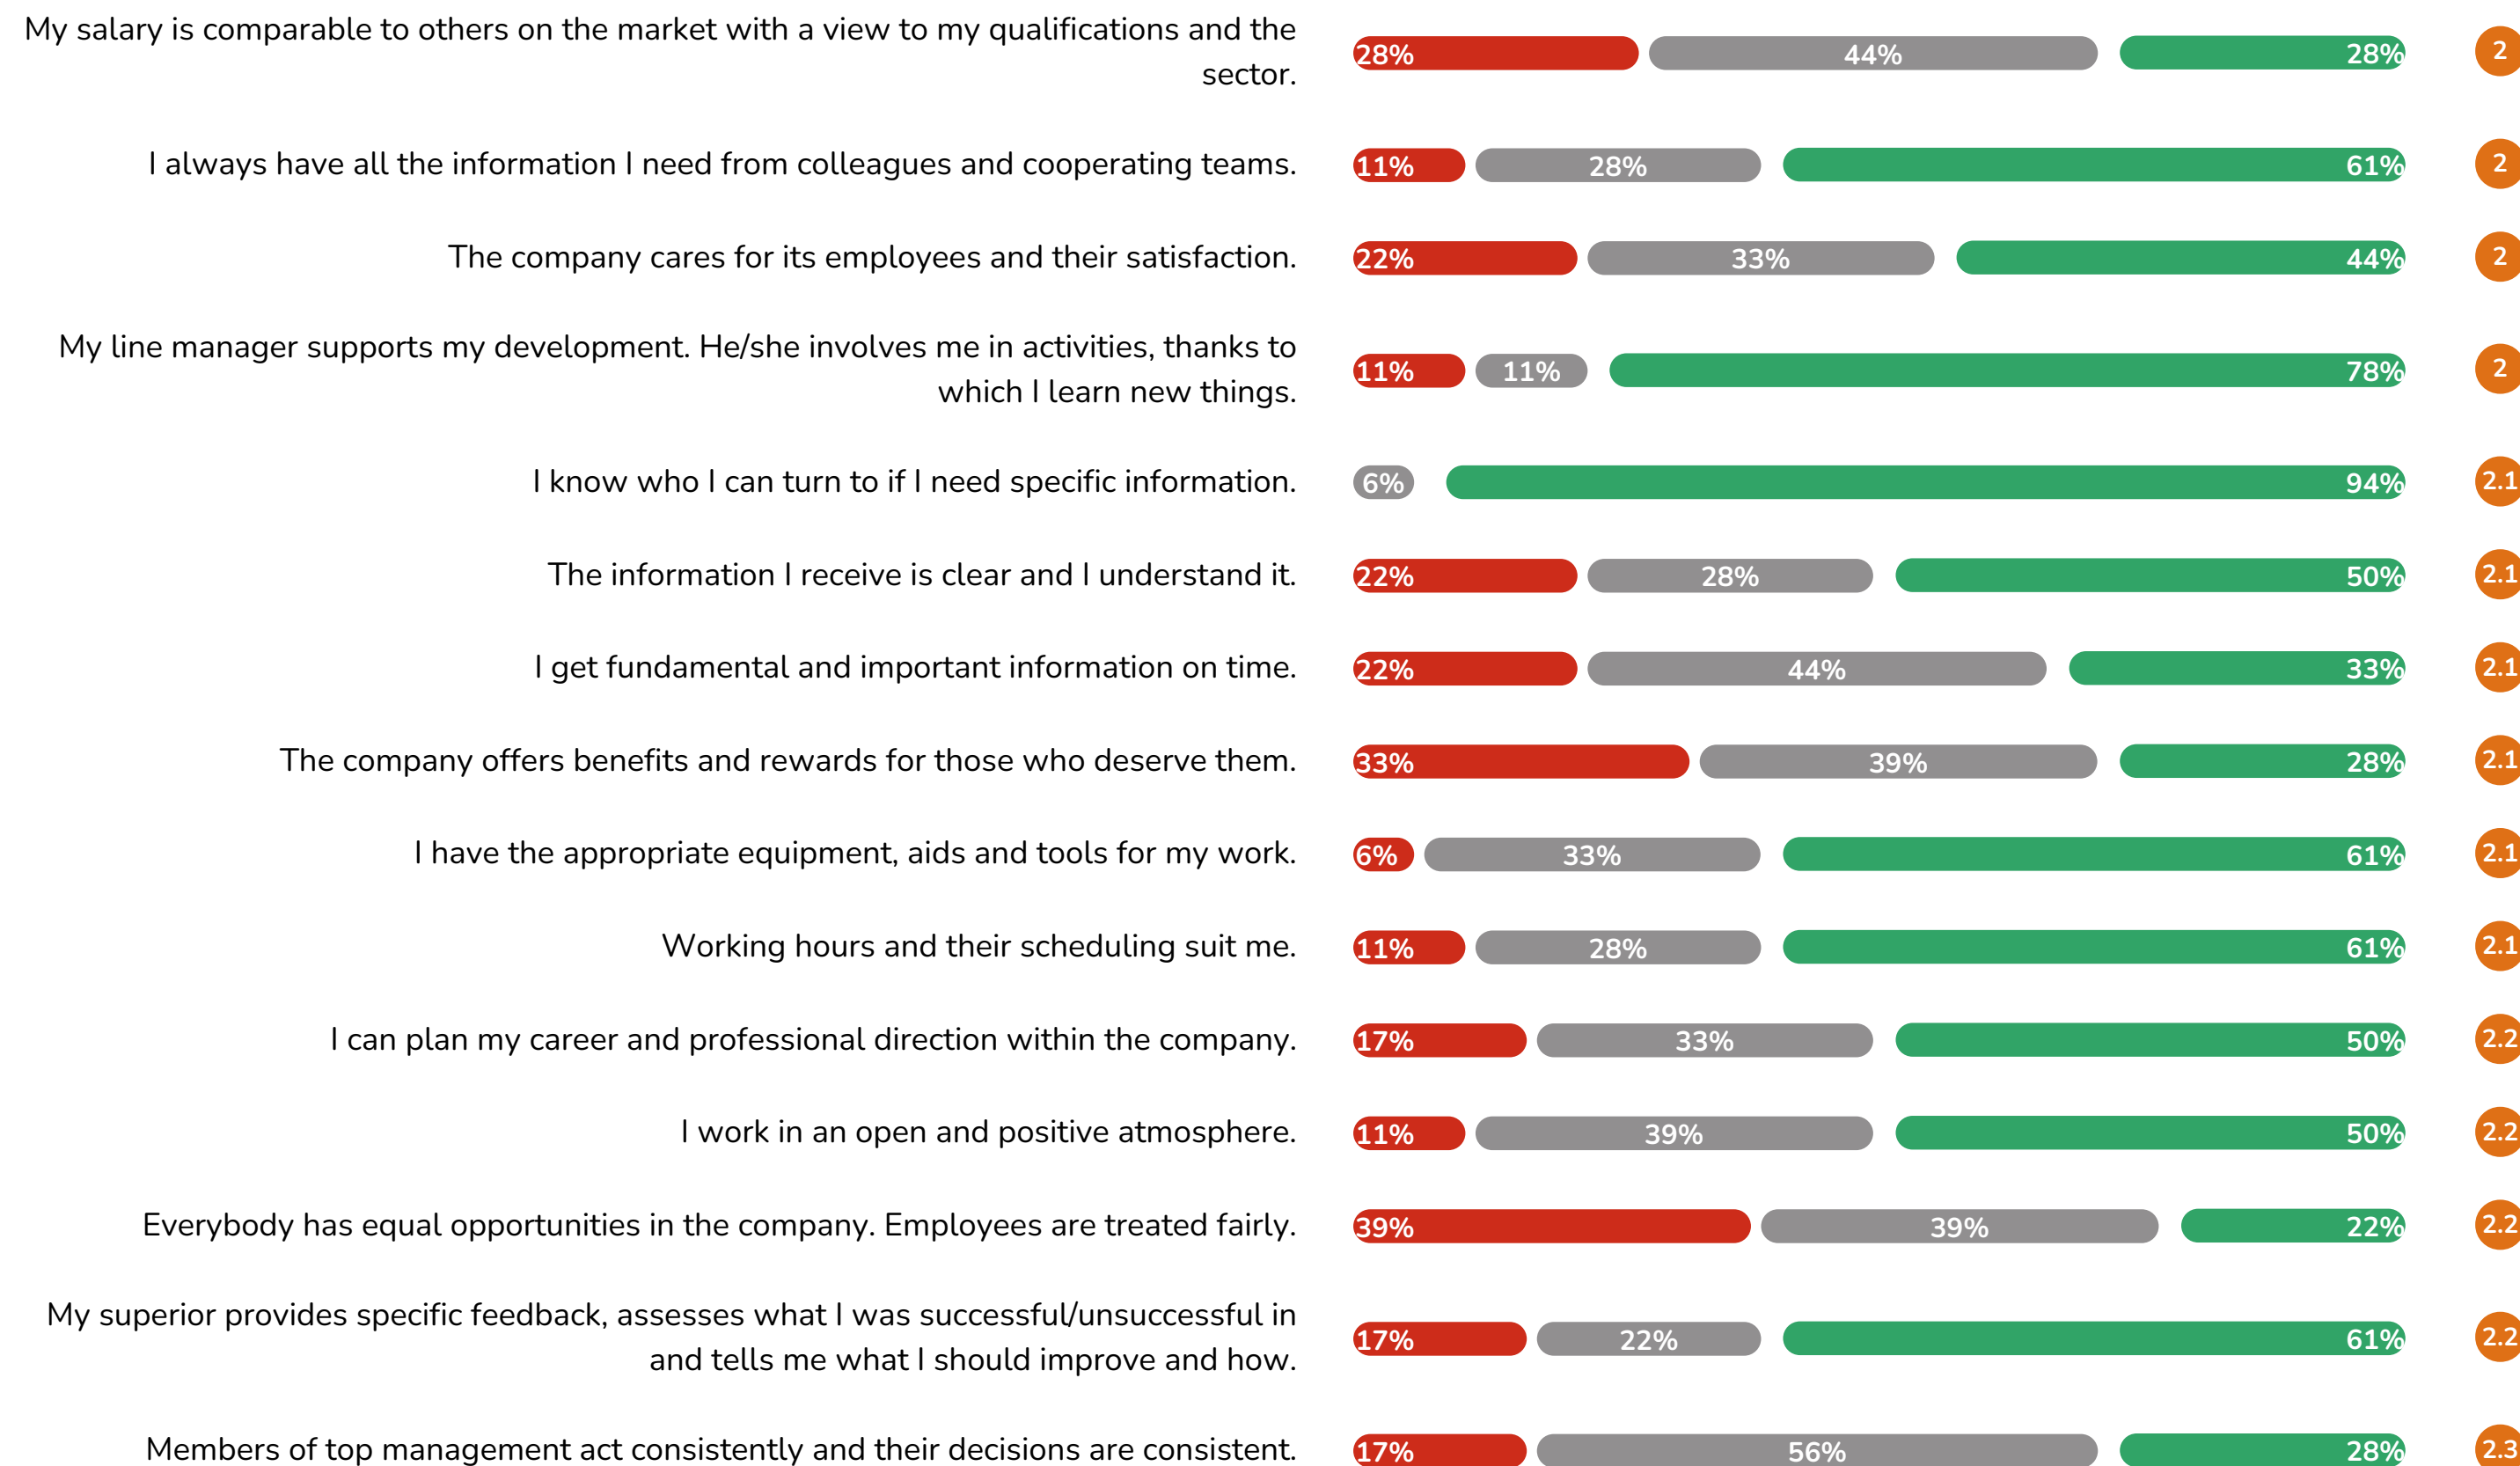 My salary is comparable to others on the market with a view to my qualifications and the
sector.
28% 44% 28% 2
I always have all the information I need from colleagues and cooperating teams.
11% 28% 61% 2
The company cares for its employees and their satisfaction.
22% 33% 44% 2
My line manager supports my development. He/she involves me in activities, thanks to
which I learn new things.
11% 11% 78% 2
I know who I can turn to if I need specific information.
6% 94% 2.1
The information I receive is clear and I understand it.
22% 28% 50% 2.1
I get fundamental and important information on time.
22% 44% 33% 2.1
The company offers benefits and rewards for those who deserve them.
33% 39% 28% 2.1
I have the appropriate equipment, aids and tools for my work.
6% 33% 61% 2.1
Working hours and their scheduling suit me.
11% 28% 61% 2.1
I can plan my career and professional direction within the company.
17% 33% 50% 2.2
I work in an open and positive atmosphere.
11% 39% 50% 2.2
Everybody has equal opportunities in the company. Employees are treated fairly.
39% 39% 22% 2.2
My superior provides specific feedback, assesses what I was successful/unsuccessful in
and tells me what I should improve and how.
17% 22% 61% 2.2
Members of top management act consistently and their decisions are consistent.
17% 56% 28% 2.3